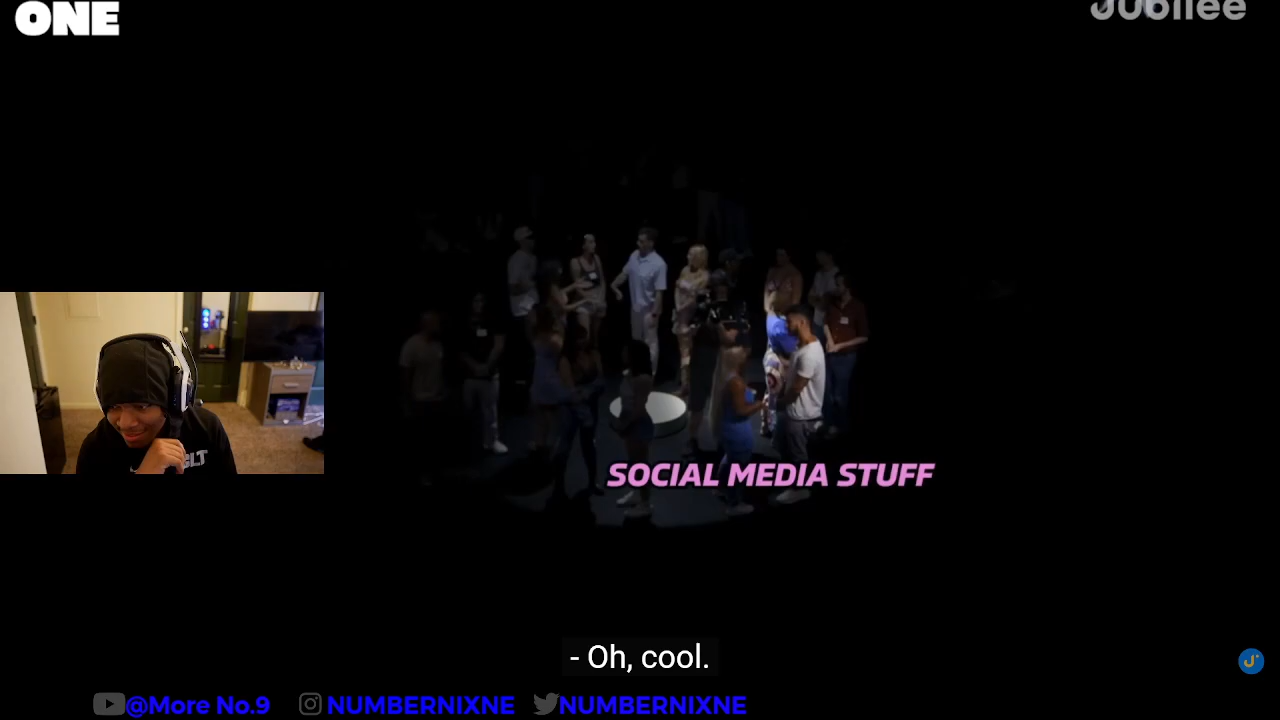 ONE
Jubilee
SOCIAL MEDIA STUFF
- Oh, cool.
@More No.9 NUMBERNIXNE NUMBERNIXNE